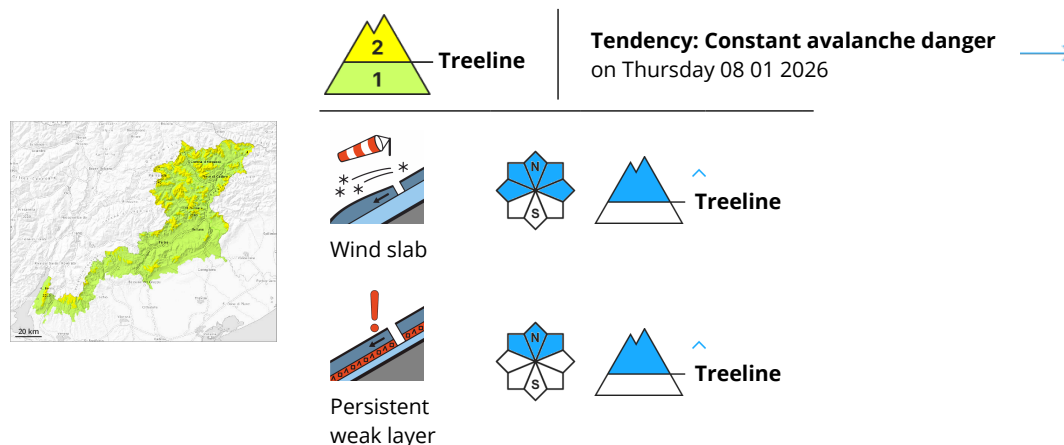 2
Treeline
1
Tendency: Constant avalanche danger
on Thursday 08 01 2026
20 km
N
S
Treeline
Wind slab
N
S
Treeline
Persistent
weak layer